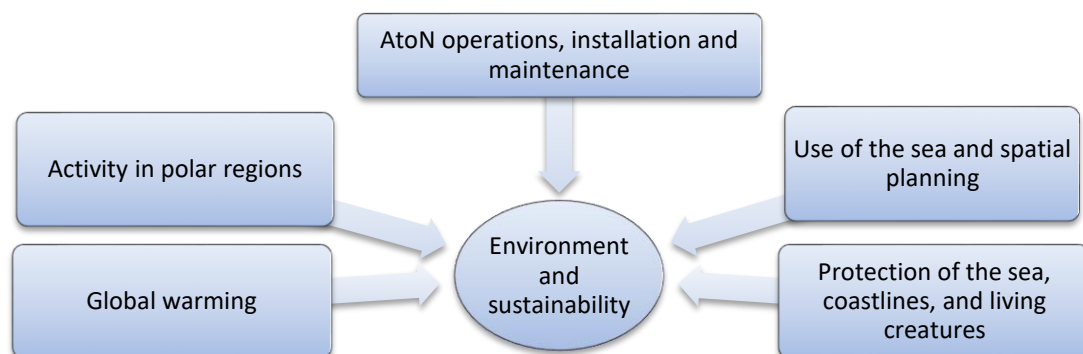 AtoN operations, installation and
maintenance
Activity in polar regions
Use of the sea and spatial
planning
Environment
and
sustainability
Global warming
Protection of the sea,
coastlines, and living
creatures